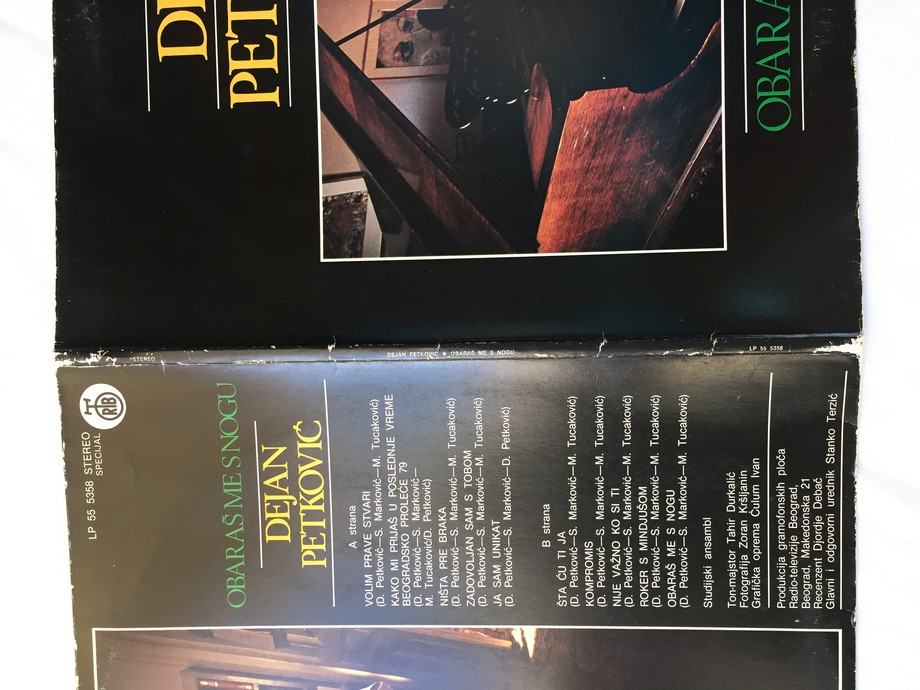 DE
PET
OBARA
STEREO
DEJAN PETKOVIĆ • OBARAŠ ME S NOGU
LP 55 5358
LP 55 5358 STEREO
SPECIJAL
RTB
OBARAŠ ME S NOGU
DEJAN
PETKOVIĆ
A strana
VOLIM PRAVE STVARI
(D. Petković—S. Marković—M. Tucaković)
KAKO MI PRIJAŠ U POSLEDNJE VREME
BEOGRADSKO PROLEĆE '79
(D. Petković—S. Marković—
M. Tucaković/D. Petković)
NIŠTA PRE BRAKA
(D. Petković—S. Marković—M. Tucaković)
ZADOVOLJAN SAM S TOBOM
(D. Petković—S. Marković—M. Tucaković)
JA SAM UNIKAT
(D. Petković—S. Marković—D. Petković)
B strana
ŠTA ĆU TI JA
(D. Petković—S. Marković—M. Tucaković)
KOMPROMIS
(D. Petković—S. Marković—M. Tucaković)
NIJE VAŽNO KO SI TI
(D. Petković—S. Marković—M. Tucaković)
ROKER S MINĐUŠOM
(D. Petković—S. Marković—M. Tucaković)
OBARAŠ ME S NOGU
(D. Petković—S. Marković—M. Tucaković)
Studijski ansambl
Ton-majstor Tahir Durkalić
Fotografija Zoran Kršljanin
Grafička oprema Ćulum Ivan
Produkcija gramofonskih ploča
Radio-televizije Beograd,
Beograd, Makedonska 21
Recenzent Djordje Debač
Glavni i odgovorni urednik Stanko Terzić